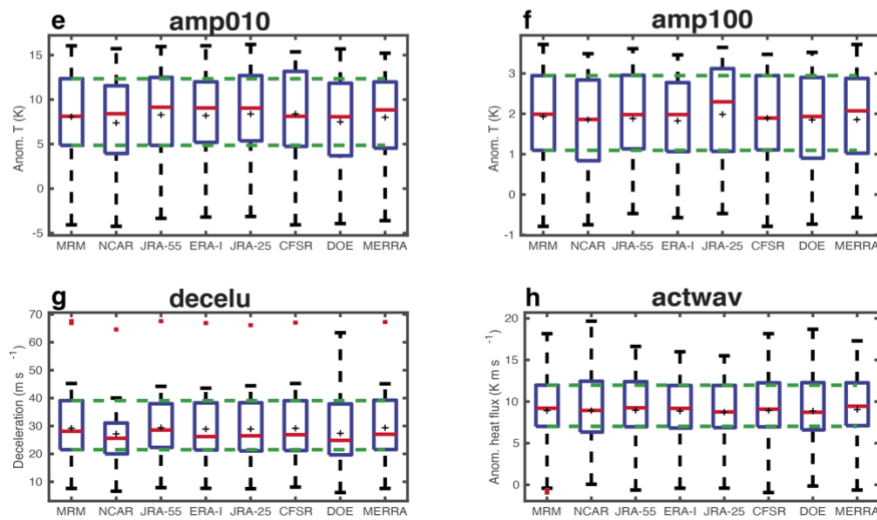 e amp010
Anom. T (K)
15
10
5
0
-5
MRM NCAR JRA-55 ERA-I JRA-25 CFSR DOE MERRA
f amp100
Anom. T (K)
3
2
1
0
-1
MRM NCAR JRA-55 ERA-I JRA-25 CFSR DOE MERRA
g decelu
Deceleration (m s⁻¹)
70
60
50
40
30
20
10
MRM NCAR JRA-55 ERA-I JRA-25 CFSR DOE MERRA
h actwav
Anom. heat flux (K m s⁻¹)
20
15
10
5
0
MRM NCAR JRA-55 ERA-I JRA-25 CFSR DOE MERRA